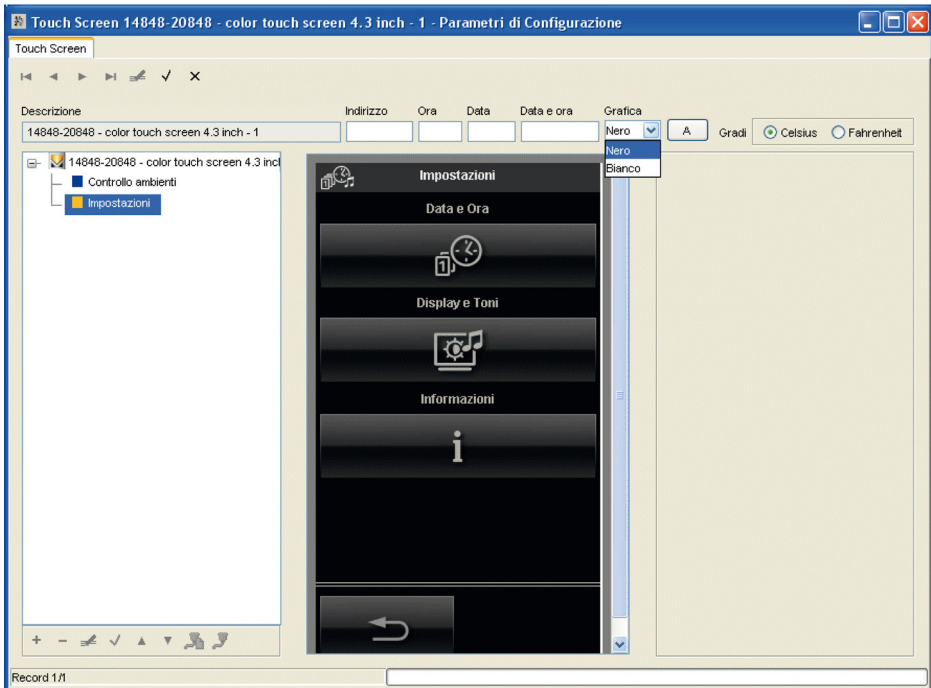 Touch Screen 14848-20848 - color touch screen 4.3 inch - 1 - Parametri di Configurazione
Touch Screen
Descrizione Indirizzo Ora Data Data e ora Grafica
14848-20848 - color touch screen 4.3 inch - 1 Nero A Gradi Celsius Fahrenheit
Nero
Bianco
14848-20848 - color touch screen 4.3 incl
Controllo ambienti
Impostazioni
Impostazioni
Data e Ora
Display e Toni
Informazioni
Record 1/1